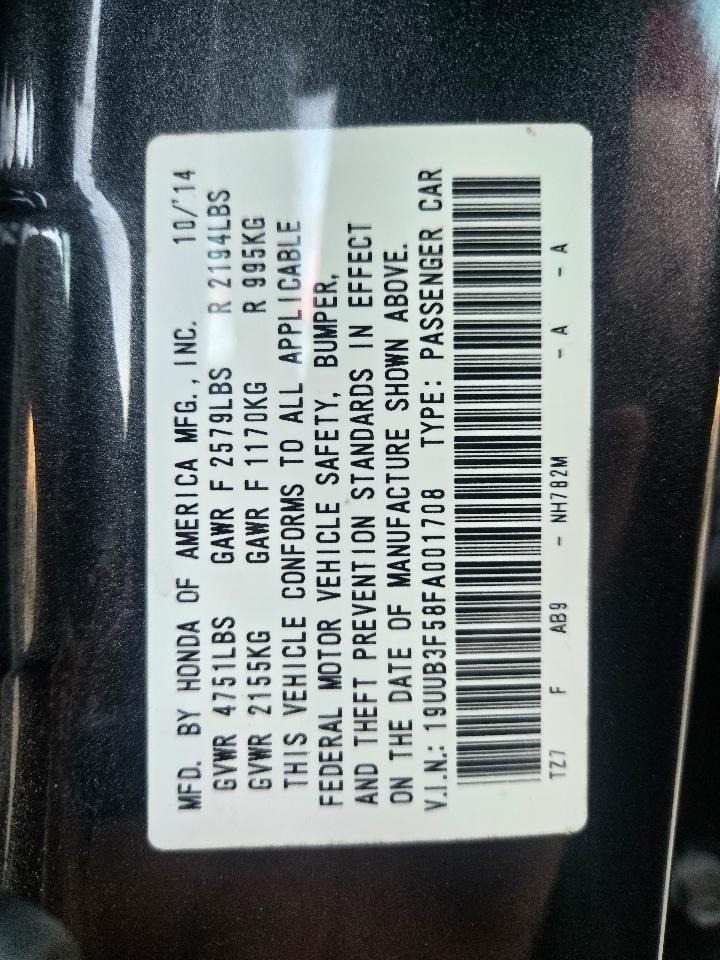 MFD. BY HONDA OF AMERICA MFG., INC. 10/'14
GVWR 4751LBS GAWR F 2579LBS R 2194LBS
GVWR 2155KG GAWR F 1170KG R 995KG
THIS VEHICLE CONFORMS TO ALL APPLICABLE
FEDERAL MOTOR VEHICLE SAFETY, BUMPER,
AND THEFT PREVENTION STANDARDS IN EFFECT
ON THE DATE OF MANUFACTURE SHOWN ABOVE.
V.I.N.: 19UUB3F58FA001708 TYPE: PASSENGER CAR
TZ7 F AB9 - NH782M - A - A